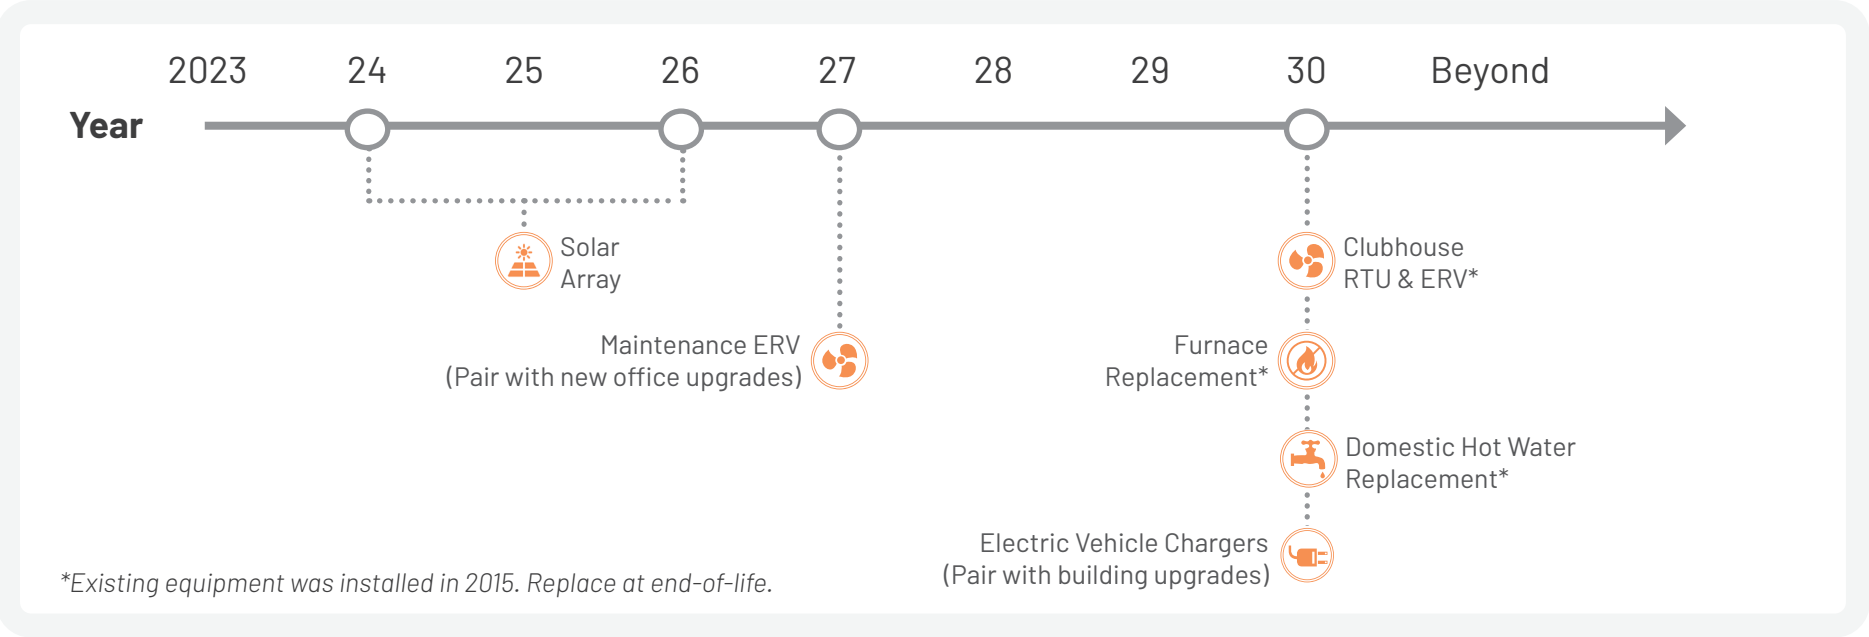 2023 24 25 26 27 28 29 30 Beyond
Year
Solar
Array
Clubhouse
RTU & ERV*
Maintenance ERV
(Pair with new office upgrades)
Furnace
Replacement*
Domestic Hot Water
Replacement*
Electric Vehicle Chargers
(Pair with building upgrades)
*Existing equipment was installed in 2015. Replace at end-of-life.